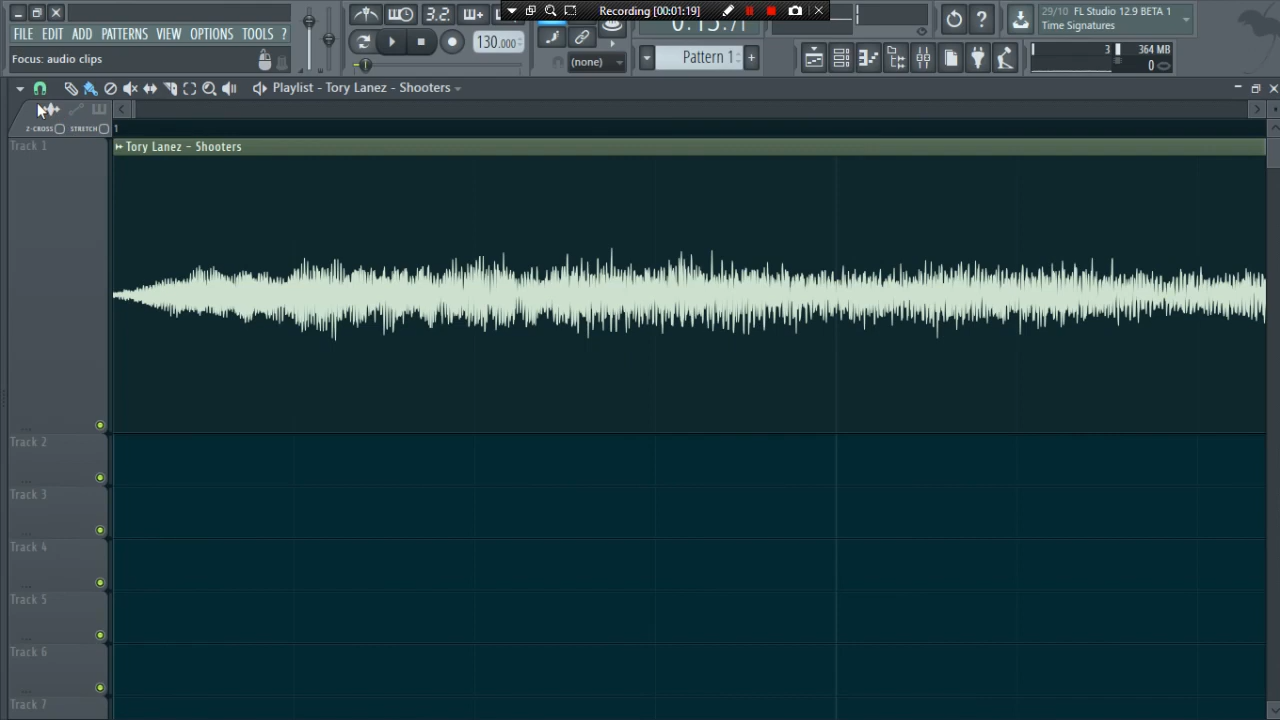 Recording [00:01:19]
3.2.
FILE EDIT ADD PATTERNS VIEW OPTIONS TOOLS ?
130.000
Pattern 1
(none)
29/10 FL Studio 12.9 BETA 1
Time Signatures
3
364 MB
0
Focus: audio clips
Playlist - Tory Lanez - Shooters
Z-CROSS STRETCH
1
Track 1
Tory Lanez - Shooters
Track 2
Track 3
Track 4
Track 5
Track 6
Track 7